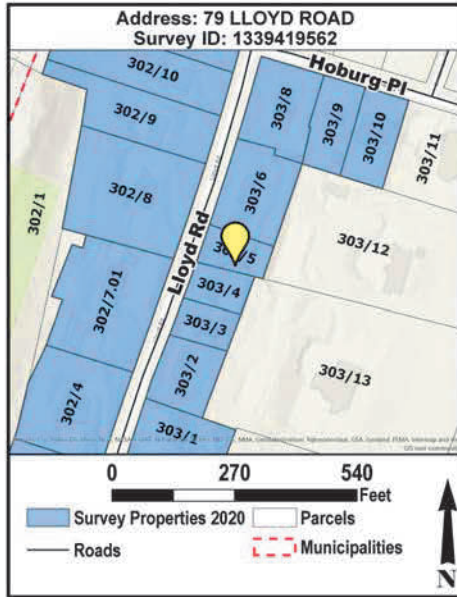 Address: 79 LLOYD ROAD
Survey ID: 1339419562
302/10
Hoburg Pl
302/9
303/8
303/9
303/10
303/11
302/1
302/8
303/6
Lloyd Rd
303/12
303/4
302/7.01
303/3
303/2
303/13
302/4
303/1
0 270 540
Feet
Survey Properties 2020
Parcels
Roads
Municipalities
N